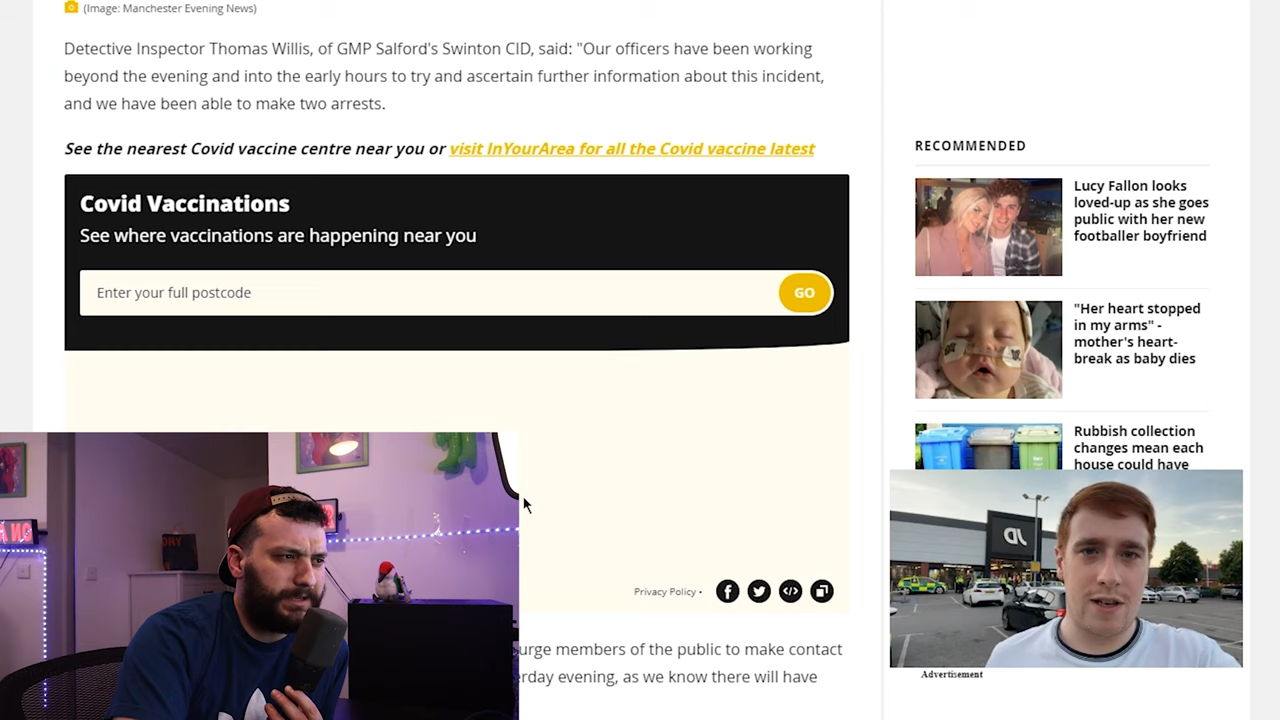 (Image: Manchester Evening News)
Detective Inspector Thomas Willis, of GMP Salford's Swinton CID, said: "Our officers have been working
beyond the evening and into the early hours to try and ascertain further information about this incident,
and we have been able to make two arrests.
See the nearest Covid vaccine centre near you or visit InYourArea for all the Covid vaccine latest
Covid Vaccinations
See where vaccinations are happening near you
Enter your full postcode
GO
Privacy Policy •
urge members of the public to make contact
erday evening, as we know there will have
RECOMMENDED
Lucy Fallon looks
loved-up as she goes
public with her new
footballer boyfriend
"Her heart stopped
in my arms" -
mother's heart-
break as baby dies
Rubbish collection
changes mean each
house could have
Advertisement